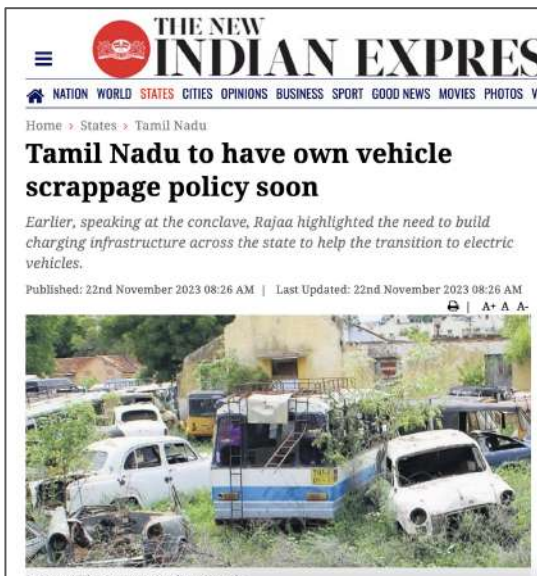 THE NEW
INDIAN EXPRES
NATION WORLD STATES CITIES OPINIONS BUSINESS SPORT GOOD NEWS MOVIES PHOTOS
Home › States › Tamil Nadu
Tamil Nadu to have own vehicle
scrappage policy soon
Earlier, speaking at the conclave, Rajaa highlighted the need to build
charging infrastructure across the state to help the transition to electric
vehicles.
Published: 22nd November 2023 08:26 AM | Last Updated: 22nd November 2023 08:26 AM
| A+ A A-